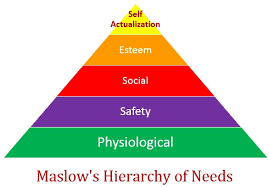 Self
Actualization
Esteem
Social
Safety
Physiological
Maslow's Hierarchy of Needs